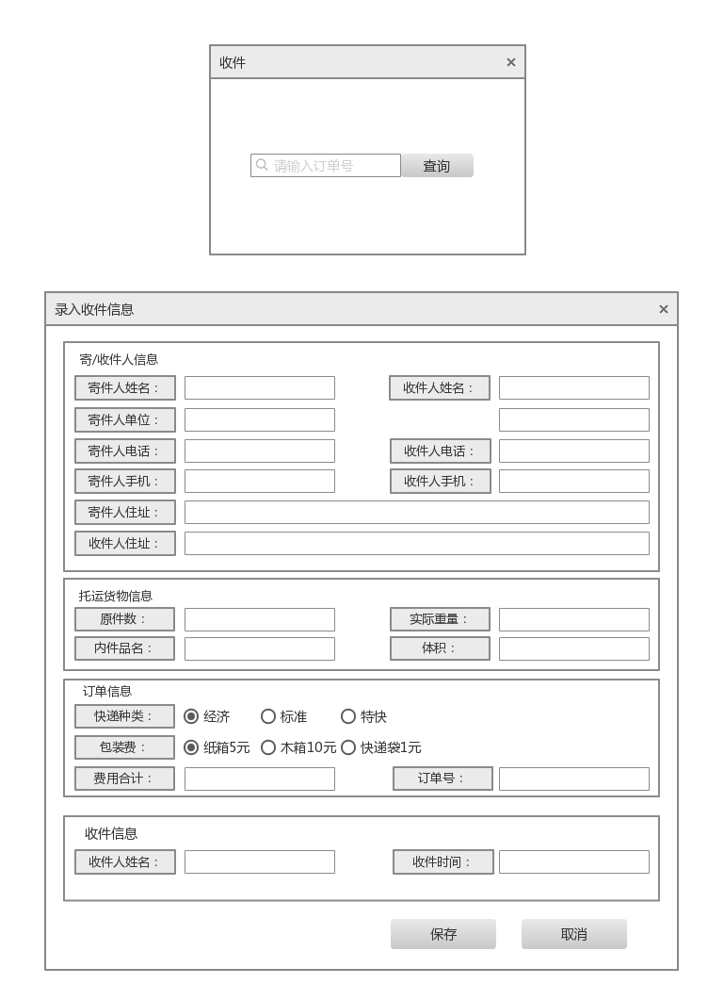 收件
请输入订单号 查询
录入收件信息
寄/收件人信息
寄件人姓名： 收件人姓名：
寄件人单位：
寄件人电话： 收件人电话：
寄件人手机： 收件人手机：
寄件人住址：
收件人住址：
托运货物信息
原件数： 实际重量：
内件品名： 体积：
订单信息
快递种类： 经济 标准 特快
包装费： 纸箱5元 木箱10元 快递袋1元
费用合计： 订单号：
收件信息
收件人姓名： 收件时间：
保存 取消